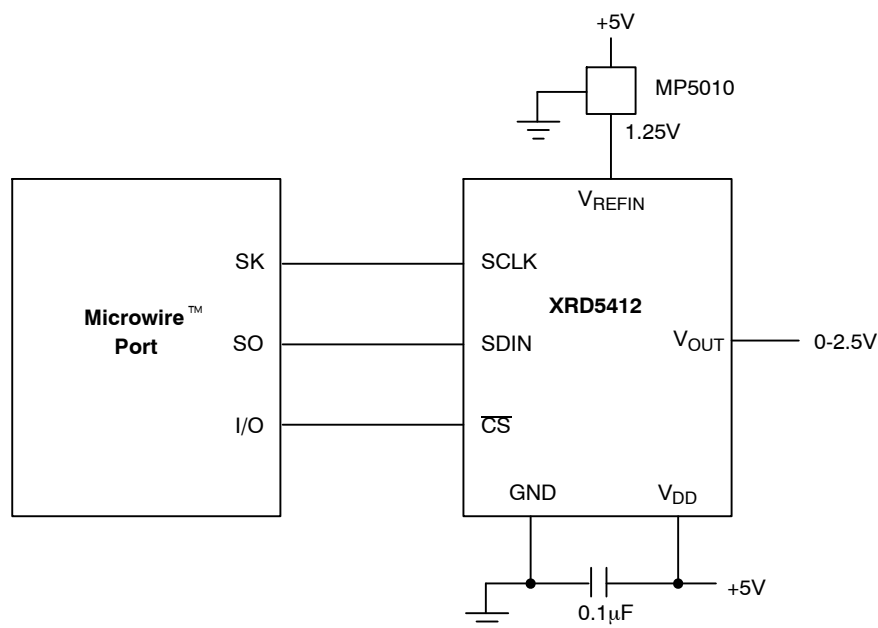 +5V
MP5010
1.25V
VREFIN
SK
SCLK
XRD5412
Microwire™
Port
SO
SDIN
VOUT
0-2.5V
I/O
CS
GND
VDD
+5V
0.1μF